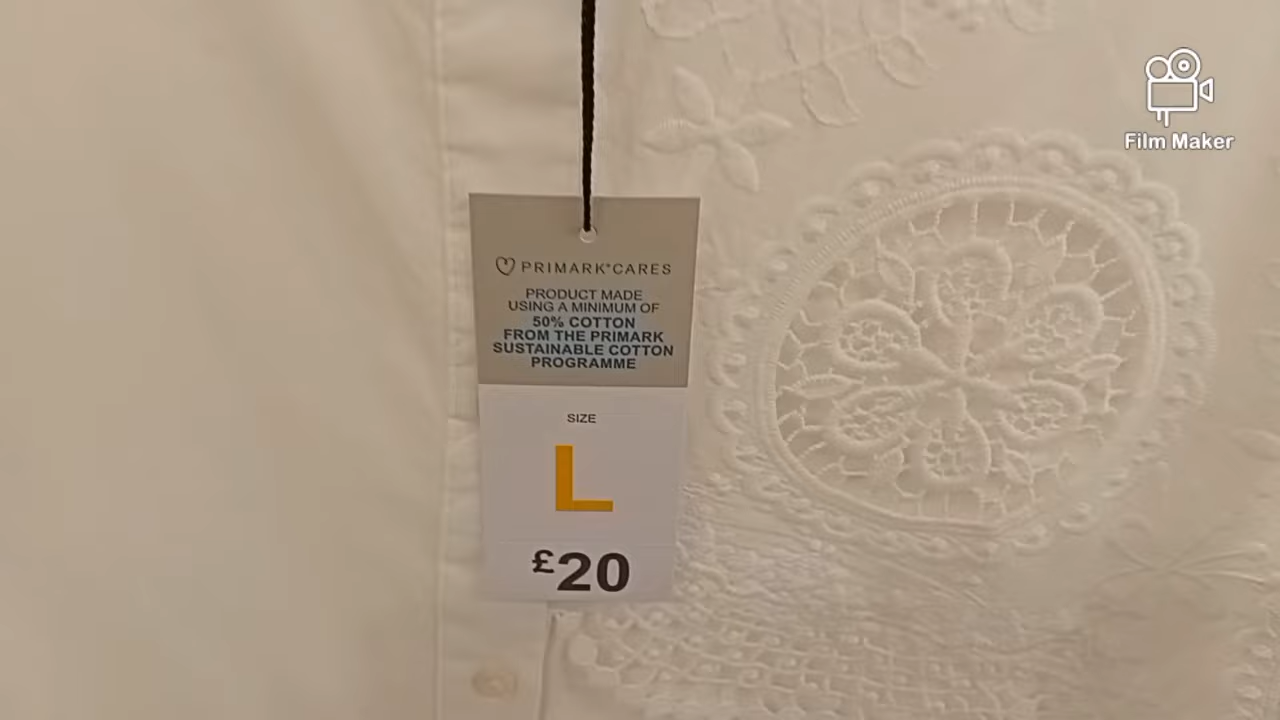 PRIMARK®CARES
PRODUCT MADE
USING A MINIMUM OF
50% COTTON
FROM THE PRIMARK
SUSTAINABLE COTTON
PROGRAMME
SIZE
L
£20
Film Maker